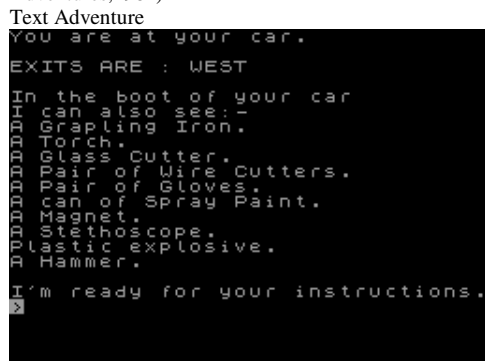 Text Adventure
You are at your car.
EXITS ARE : WEST
In the boot of your car
I can also see:-
A Grapling Iron.
A Torch.
A Glass Cutter.
A Pair of Wire Cutters.
A Pair of Gloves.
A can of Spray Paint.
A Magnet.
A Stethoscope.
Plastic explosive.
A Hammer.
I'm ready for your instructions.
>